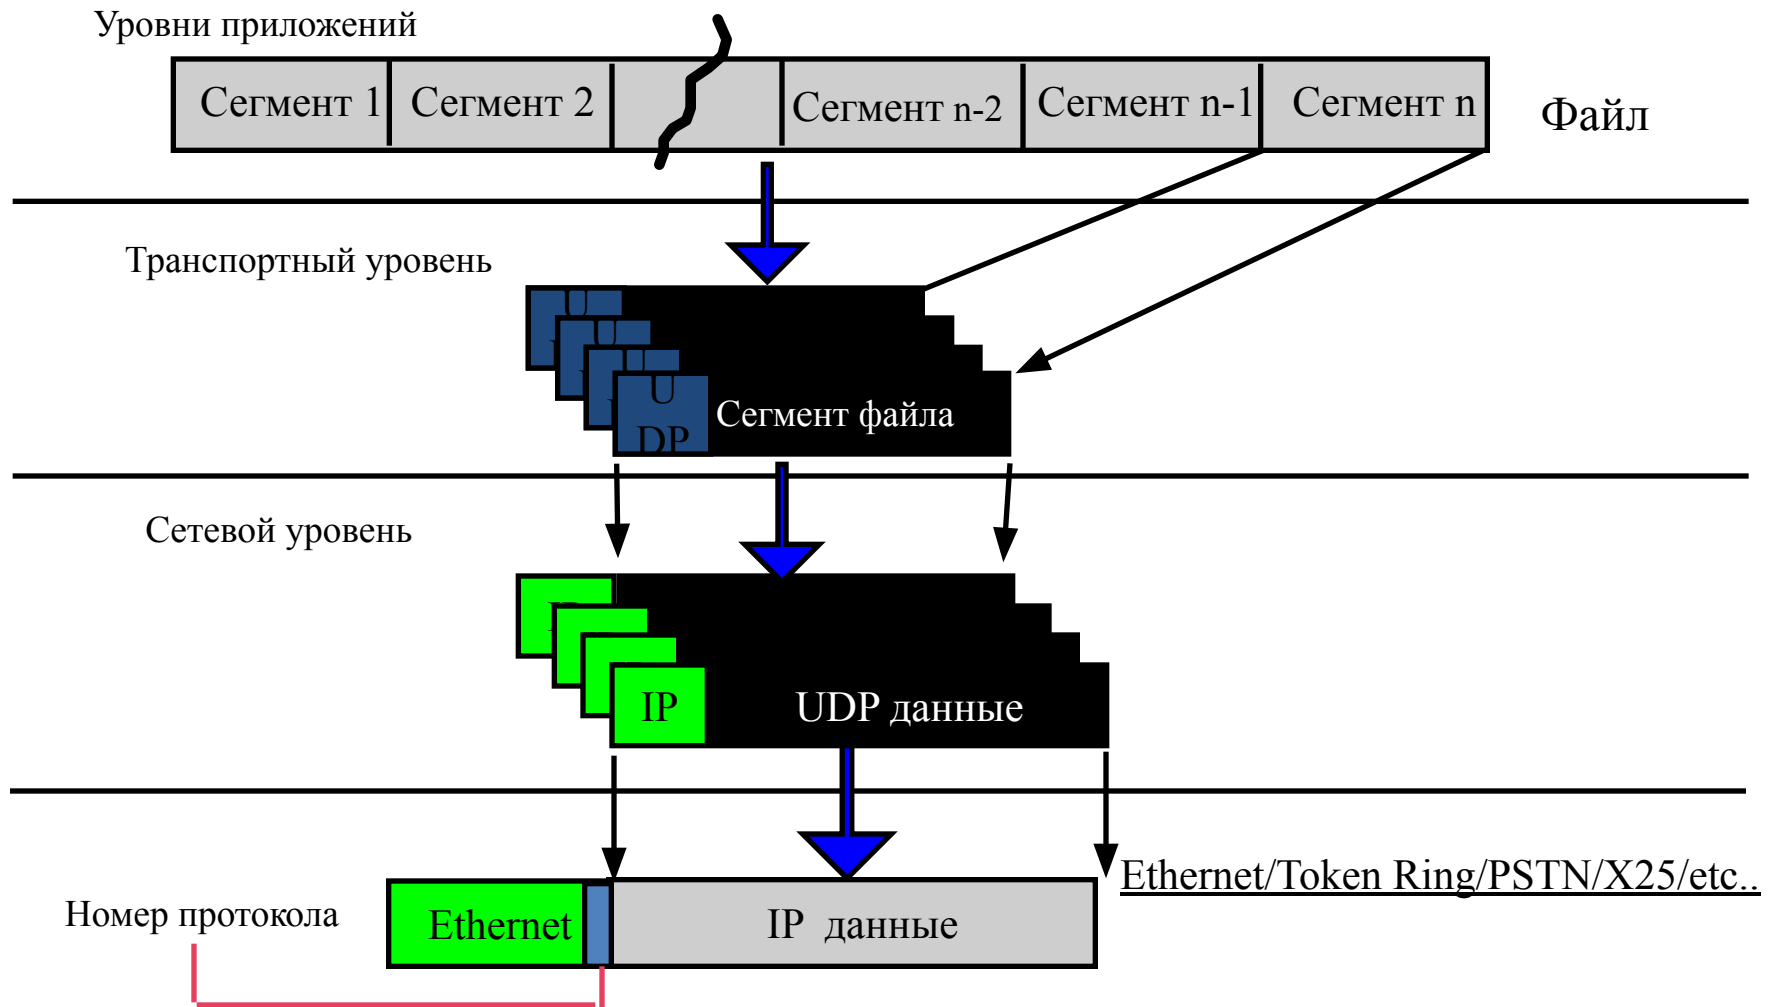 Уровни приложений
Сегмент 1 Сегмент 2 Сегмент n-2 Сегмент n-1 Сегмент n
Файл
Транспортный уровень
U
U
U
U
DP
Сегмент файла
Сетевой уровень
IP
UDP данные
Ethernet/Token Ring/PSTN/X25/etc..
Номер протокола
Ethernet
IP данные